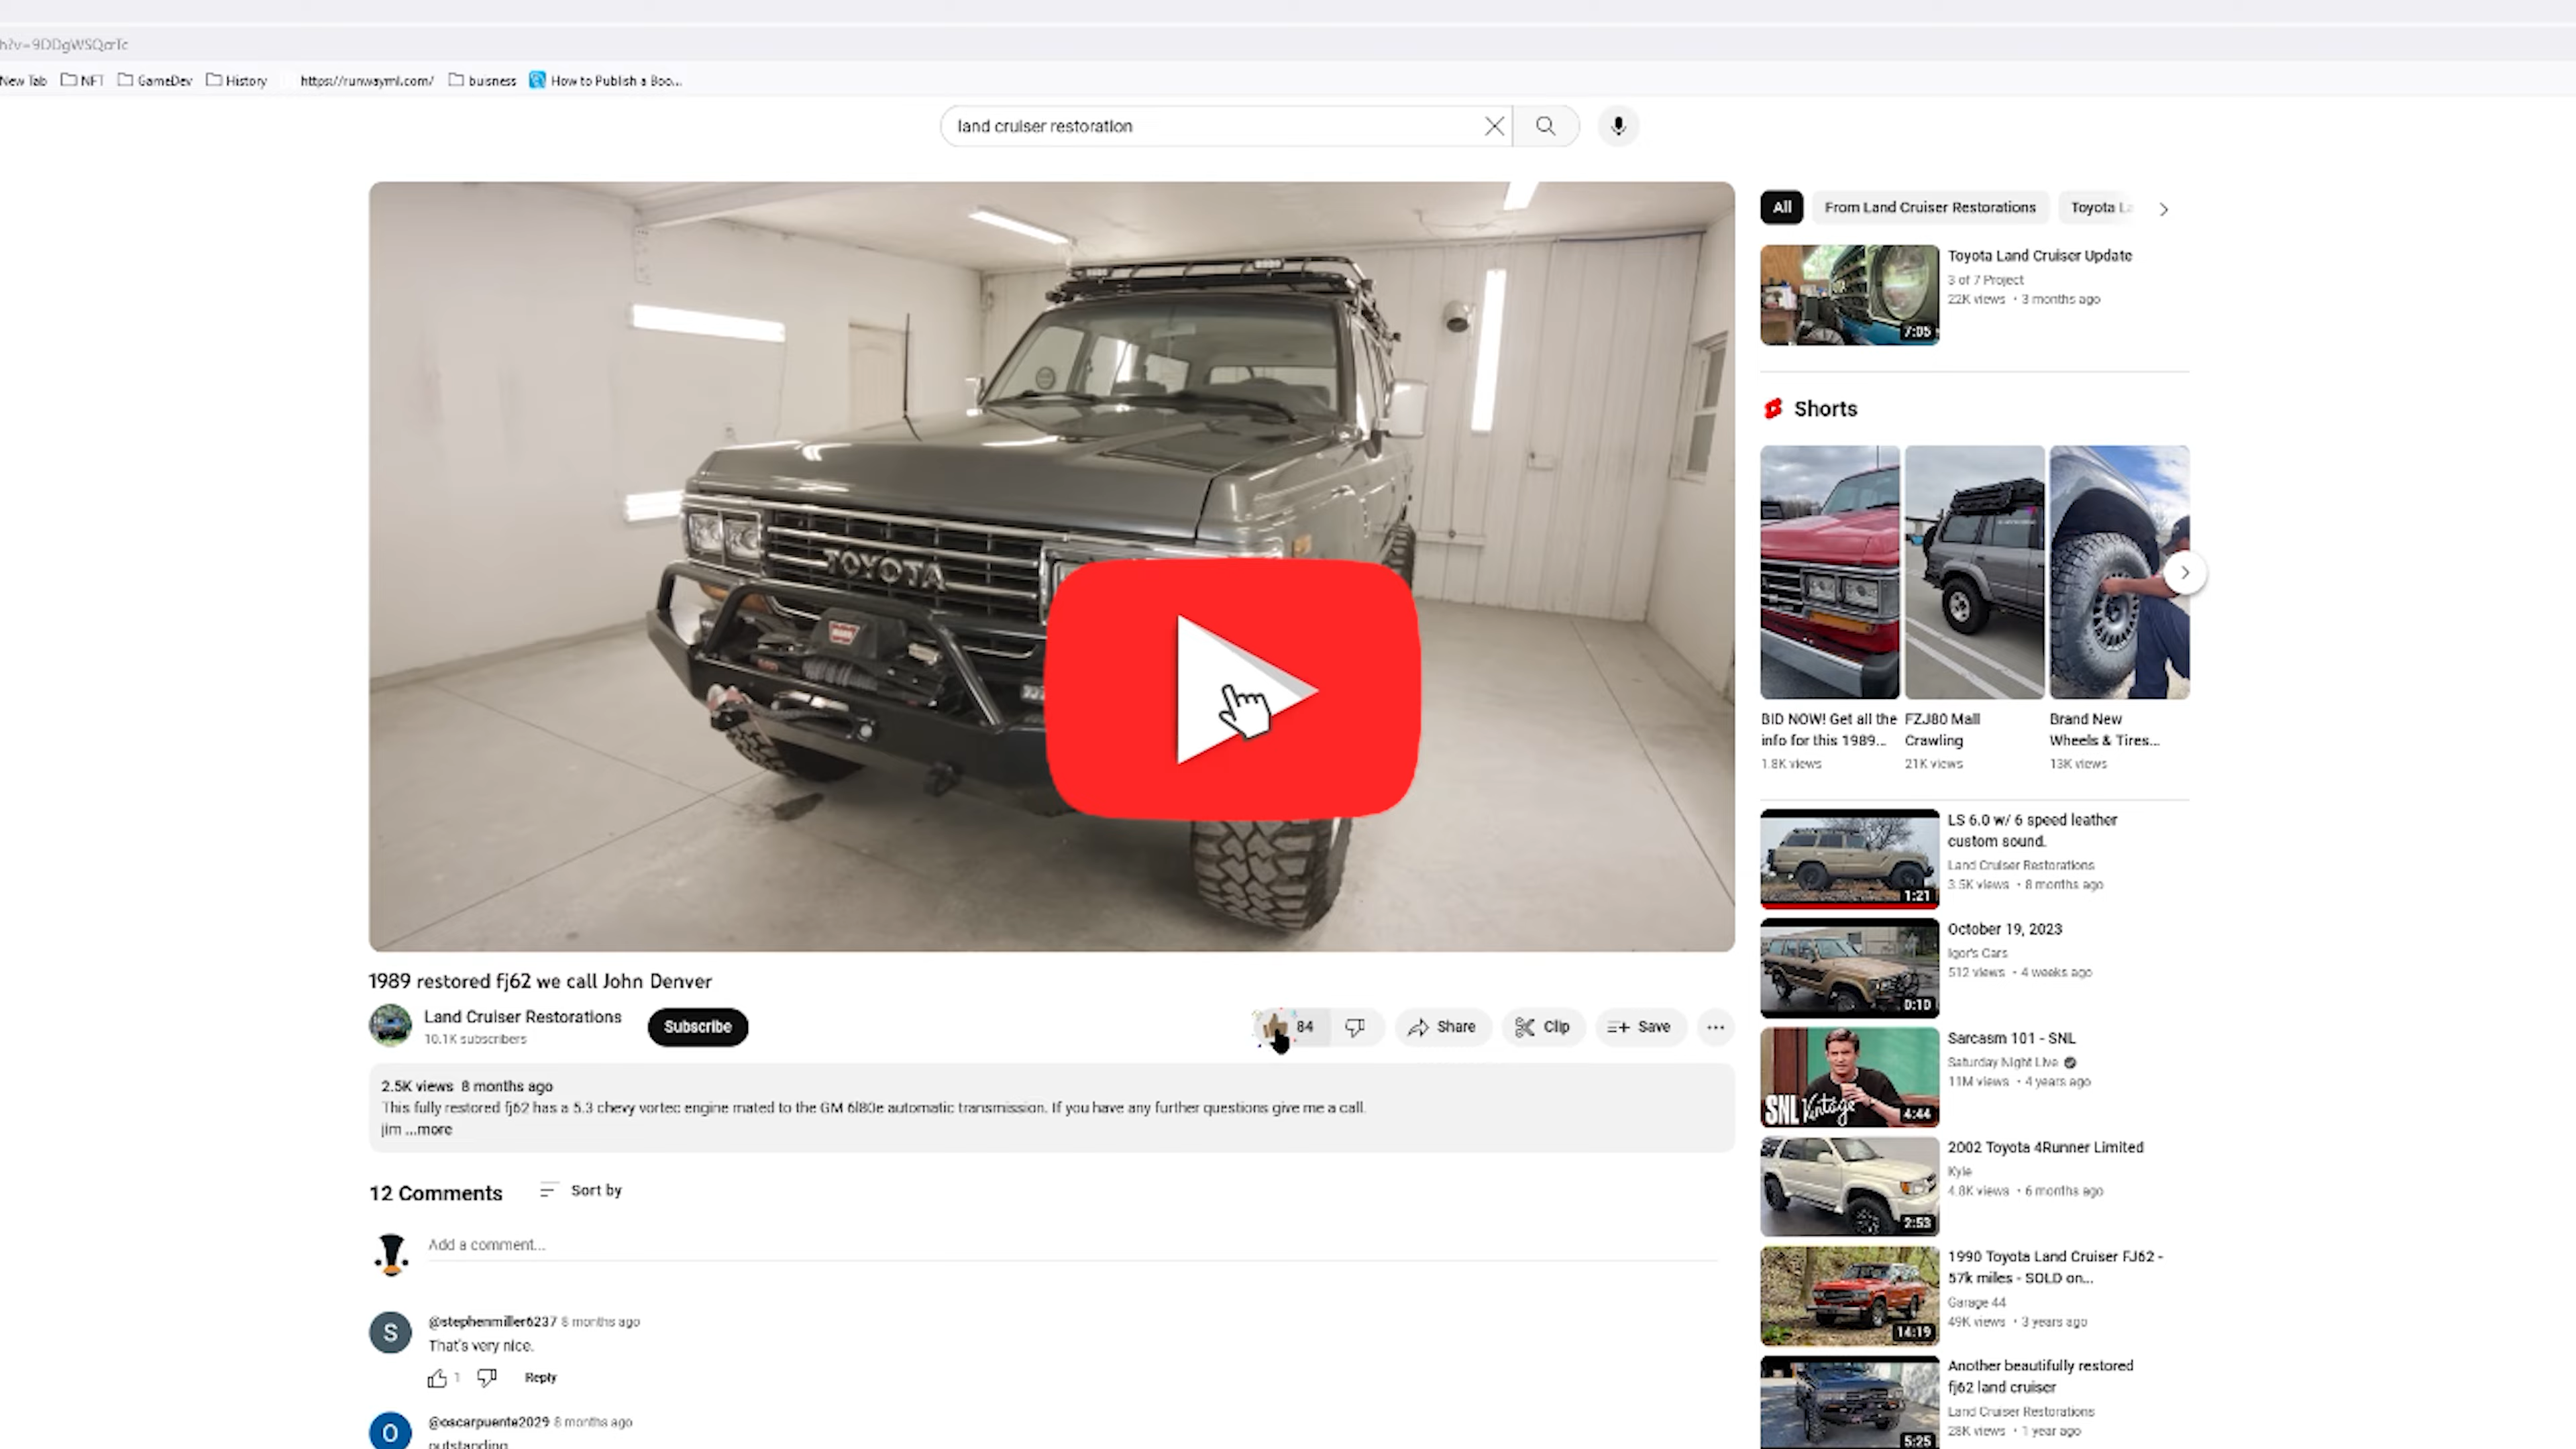 h?v=9DDgWSQarTc
New Tab NFT GameDev History https://runwayml.com/ buisness How to Publish a Boo...
land cruiser restoration
TOYOTA
WARN
1989 restored fj62 we call John Denver
Land Cruiser Restorations
10.1K subscribers
Subscribe
84
Share
Clip
Save
2.5K views 8 months ago
This fully restored fj62 has a 5.3 chevy vortec engine mated to the GM 6l80e automatic transmission. If you have any further questions give me a call.
jim ...more
12 Comments
Sort by
Add a comment...
S
@stephenmiller6237 8 months ago
That's very nice.
1
Reply
O
@oscarpuente2029 8 months ago
outstanding
All
From Land Cruiser Restorations
Toyota La
Toyota Land Cruiser Update
3 of 7 Project
22K views • 3 months ago
7:05
Shorts
BID NOW! Get all the
info for this 1989...
1.8K views
FZJ80 Mall
Crawling
21K views
Brand New
Wheels & Tires...
13K views
LS 6.0 w/ 6 speed leather
custom sound.
Land Cruiser Restorations
3.5K views • 8 months ago
1:21
October 19, 2023
Igor's Cars
512 views • 4 weeks ago
0:10
Sarcasm 101 - SNL
Saturday Night Live
11M views • 4 years ago
SNL Vintage
4:44
2002 Toyota 4Runner Limited
Kyle
4.8K views • 6 months ago
2:53
1990 Toyota Land Cruiser FJ62 -
57k miles - SOLD on...
Garage 44
49K views • 3 years ago
14:19
Another beautifully restored
fj62 land cruiser
Land Cruiser Restorations
28K views • 1 year ago
5:25